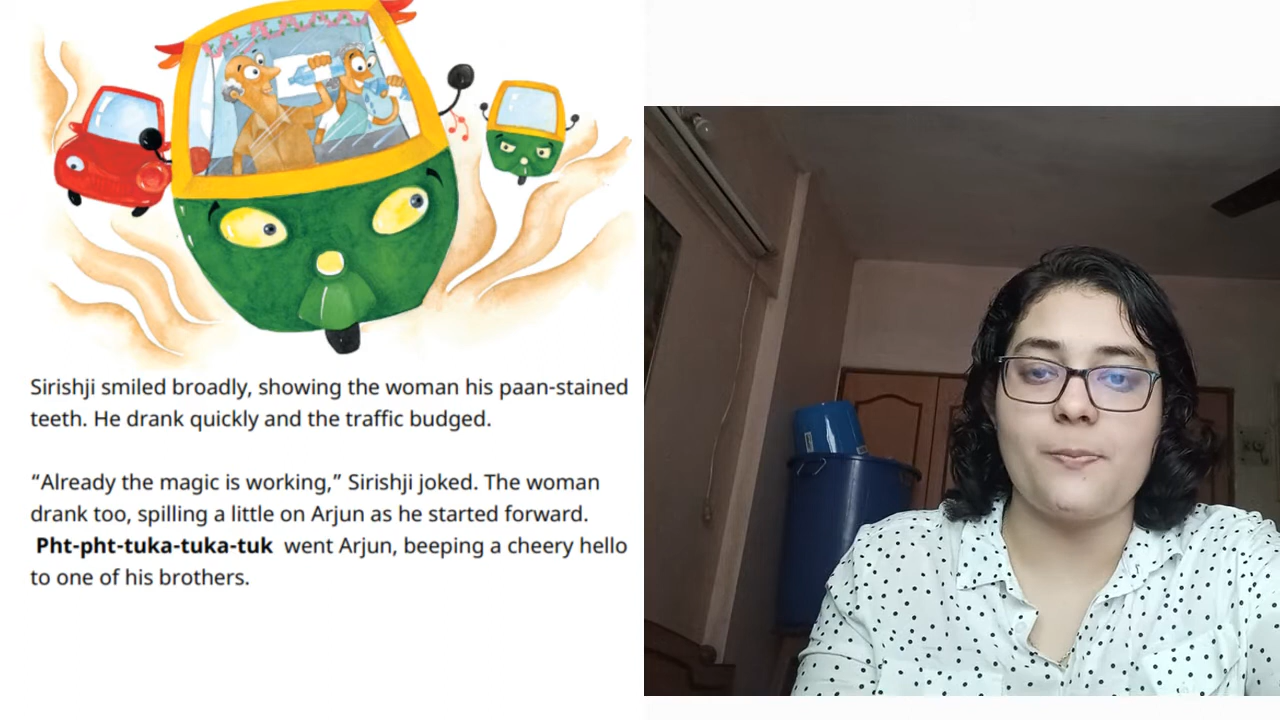 Sirishji smiled broadly, showing the woman his paan-stained
teeth. He drank quickly and the traffic budged.
“Already the magic is working,” Sirishji joked. The woman
drank too, spilling a little on Arjun as he started forward.
Pht-pht-tuka-tuka-tuk went Arjun, beeping a cheery hello
to one of his brothers.